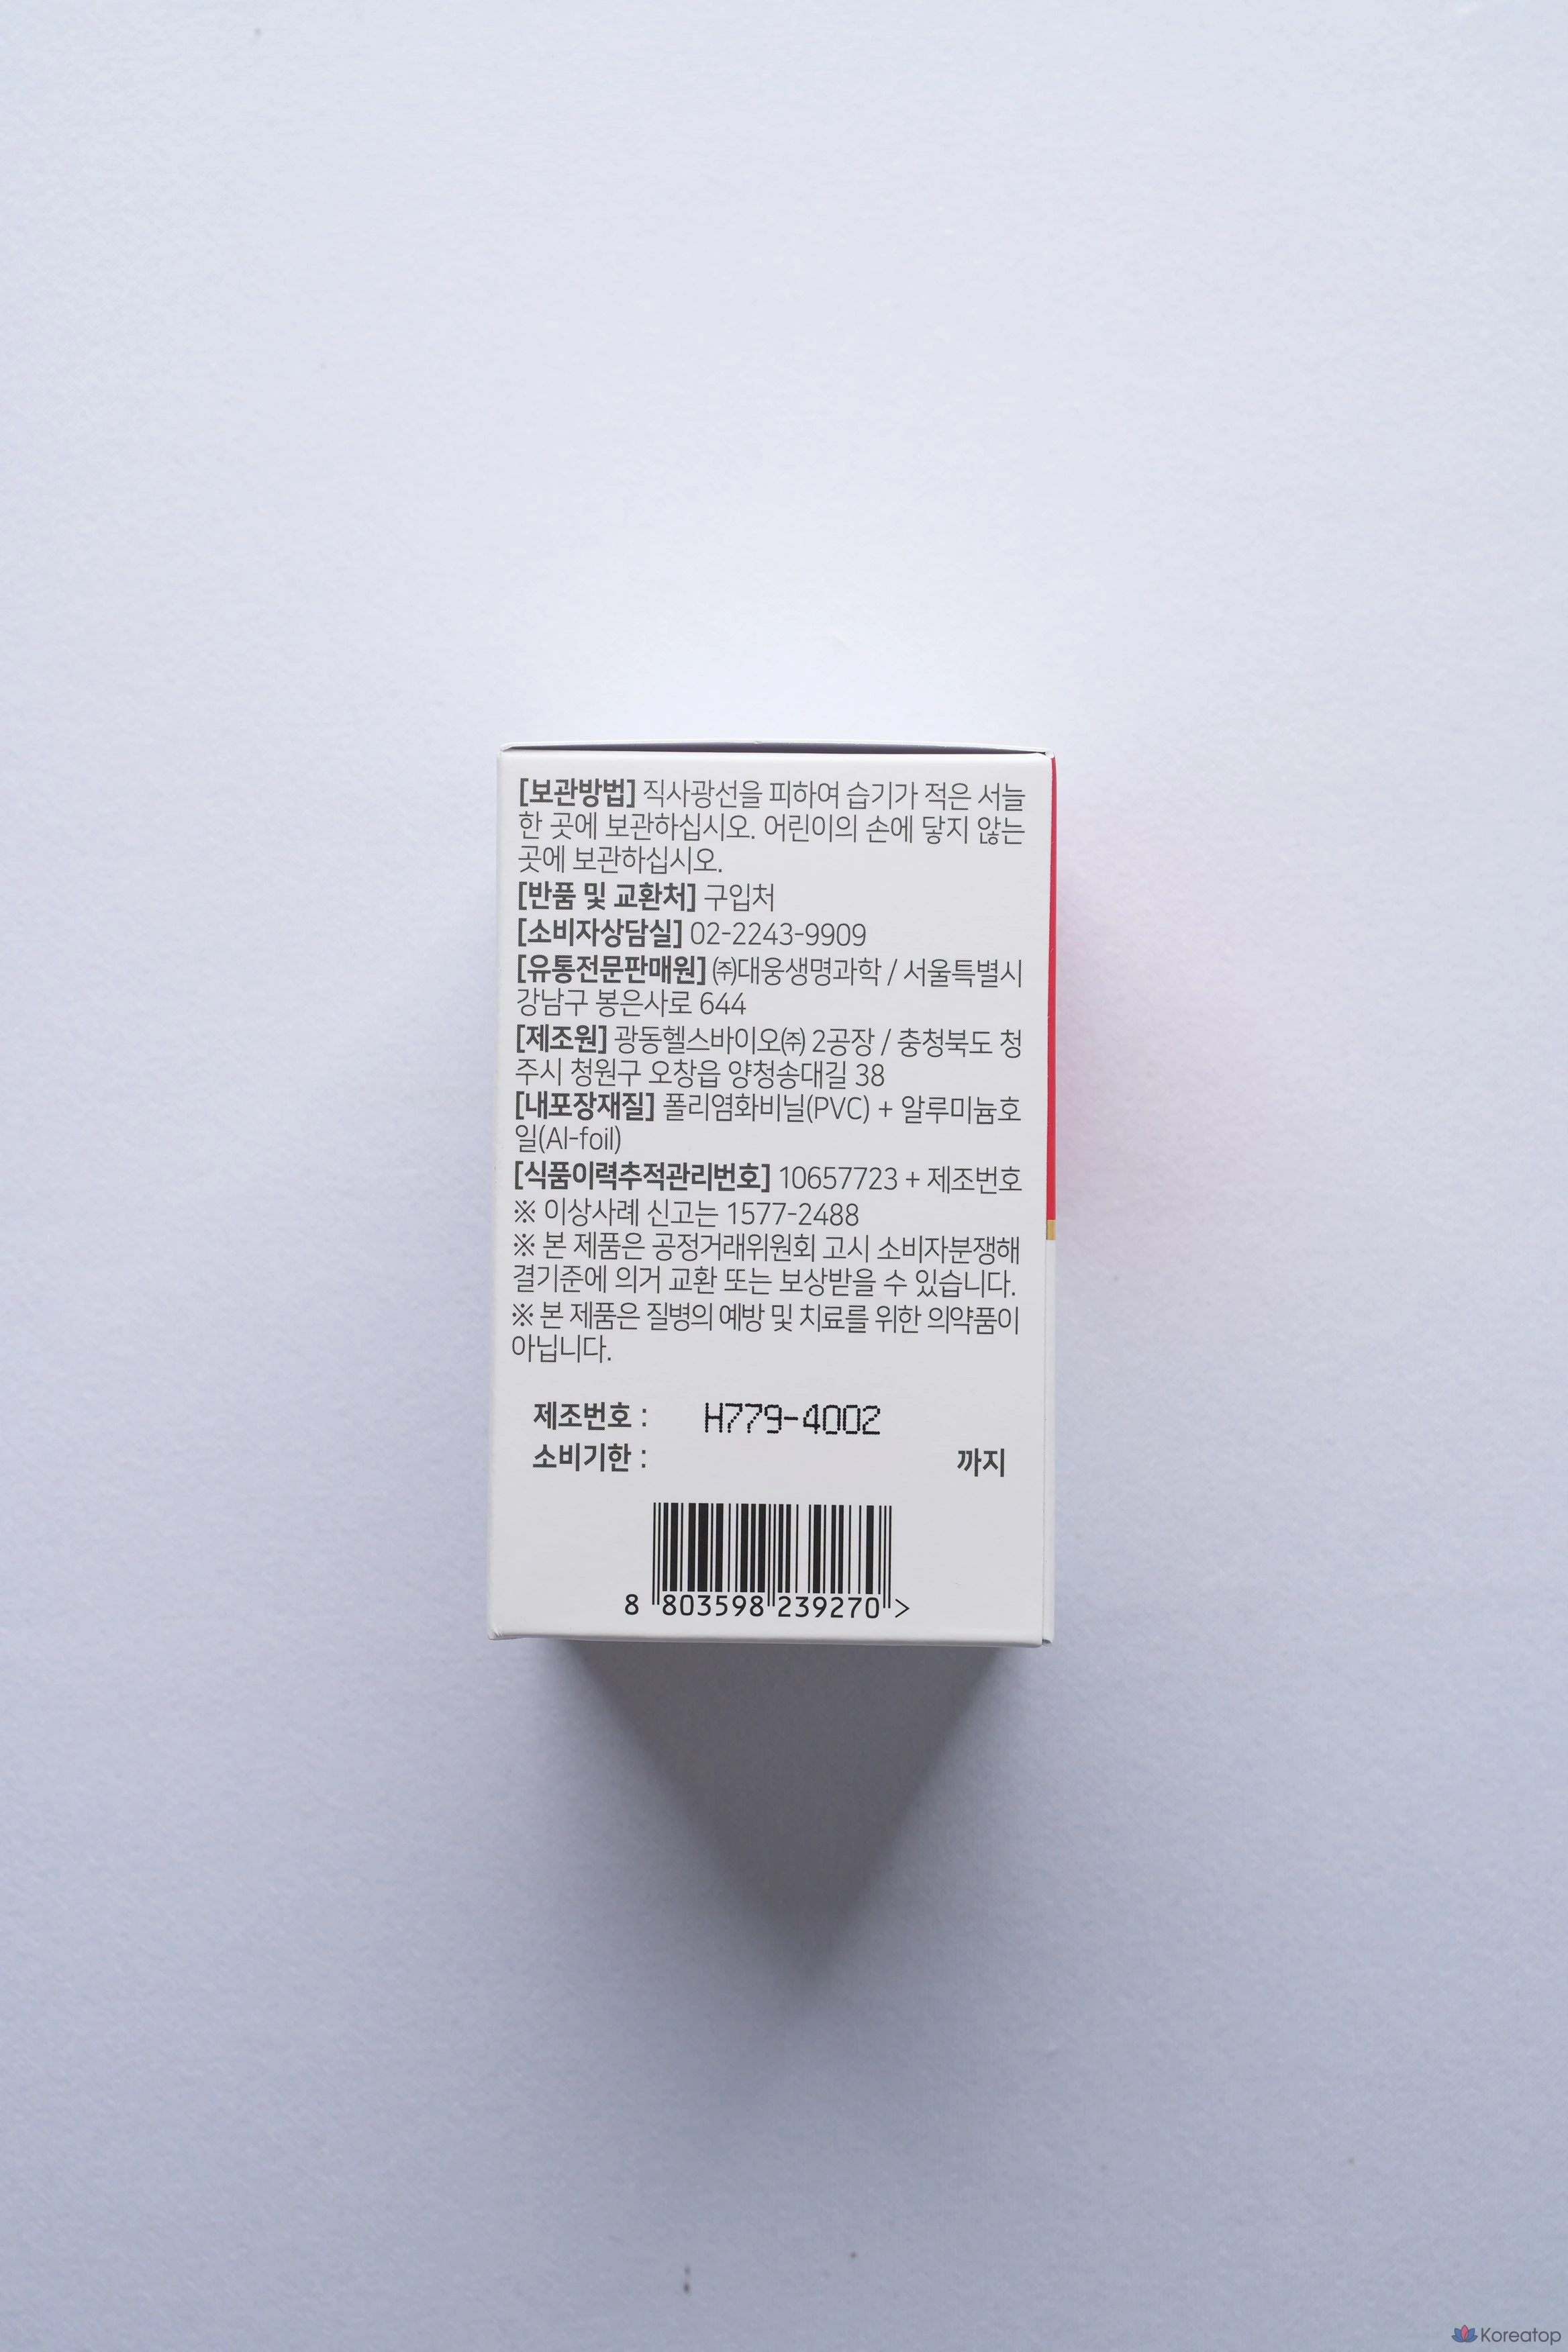 [보관방법] 직사광선을 피하여 습기가 적은 서늘
한 곳에 보관하십시오. 어린이의 손에 닿지 않는
곳에 보관하십시오.
[반품 및 교환처] 구입처
[소비자상담실] 02-2243-9909
[유통전문판매원] ㈜대웅생명과학 / 서울특별시
강남구 봉은사로 644
[제조원] 광동헬스바이오㈜ 2공장 / 충청북도 청
주시 청원구 오창읍 양청송대길 38
[내포장재질] 폴리염화비닐(PVC) + 알루미늄호
일(Al-foil)
[식품이력추적관리번호] 10657723 + 제조번호
※ 이상사례 신고는 1577-2488
※ 본 제품은 공정거래위원회 고시 소비자분쟁해
결기준에 의거 교환 또는 보상받을 수 있습니다.
※ 본 제품은 질병의 예방 및 치료를 위한 의약품이
아닙니다.
제조번호 : H779-4002
소비기한 : 까지
8 803598 239270 >
Koreatop